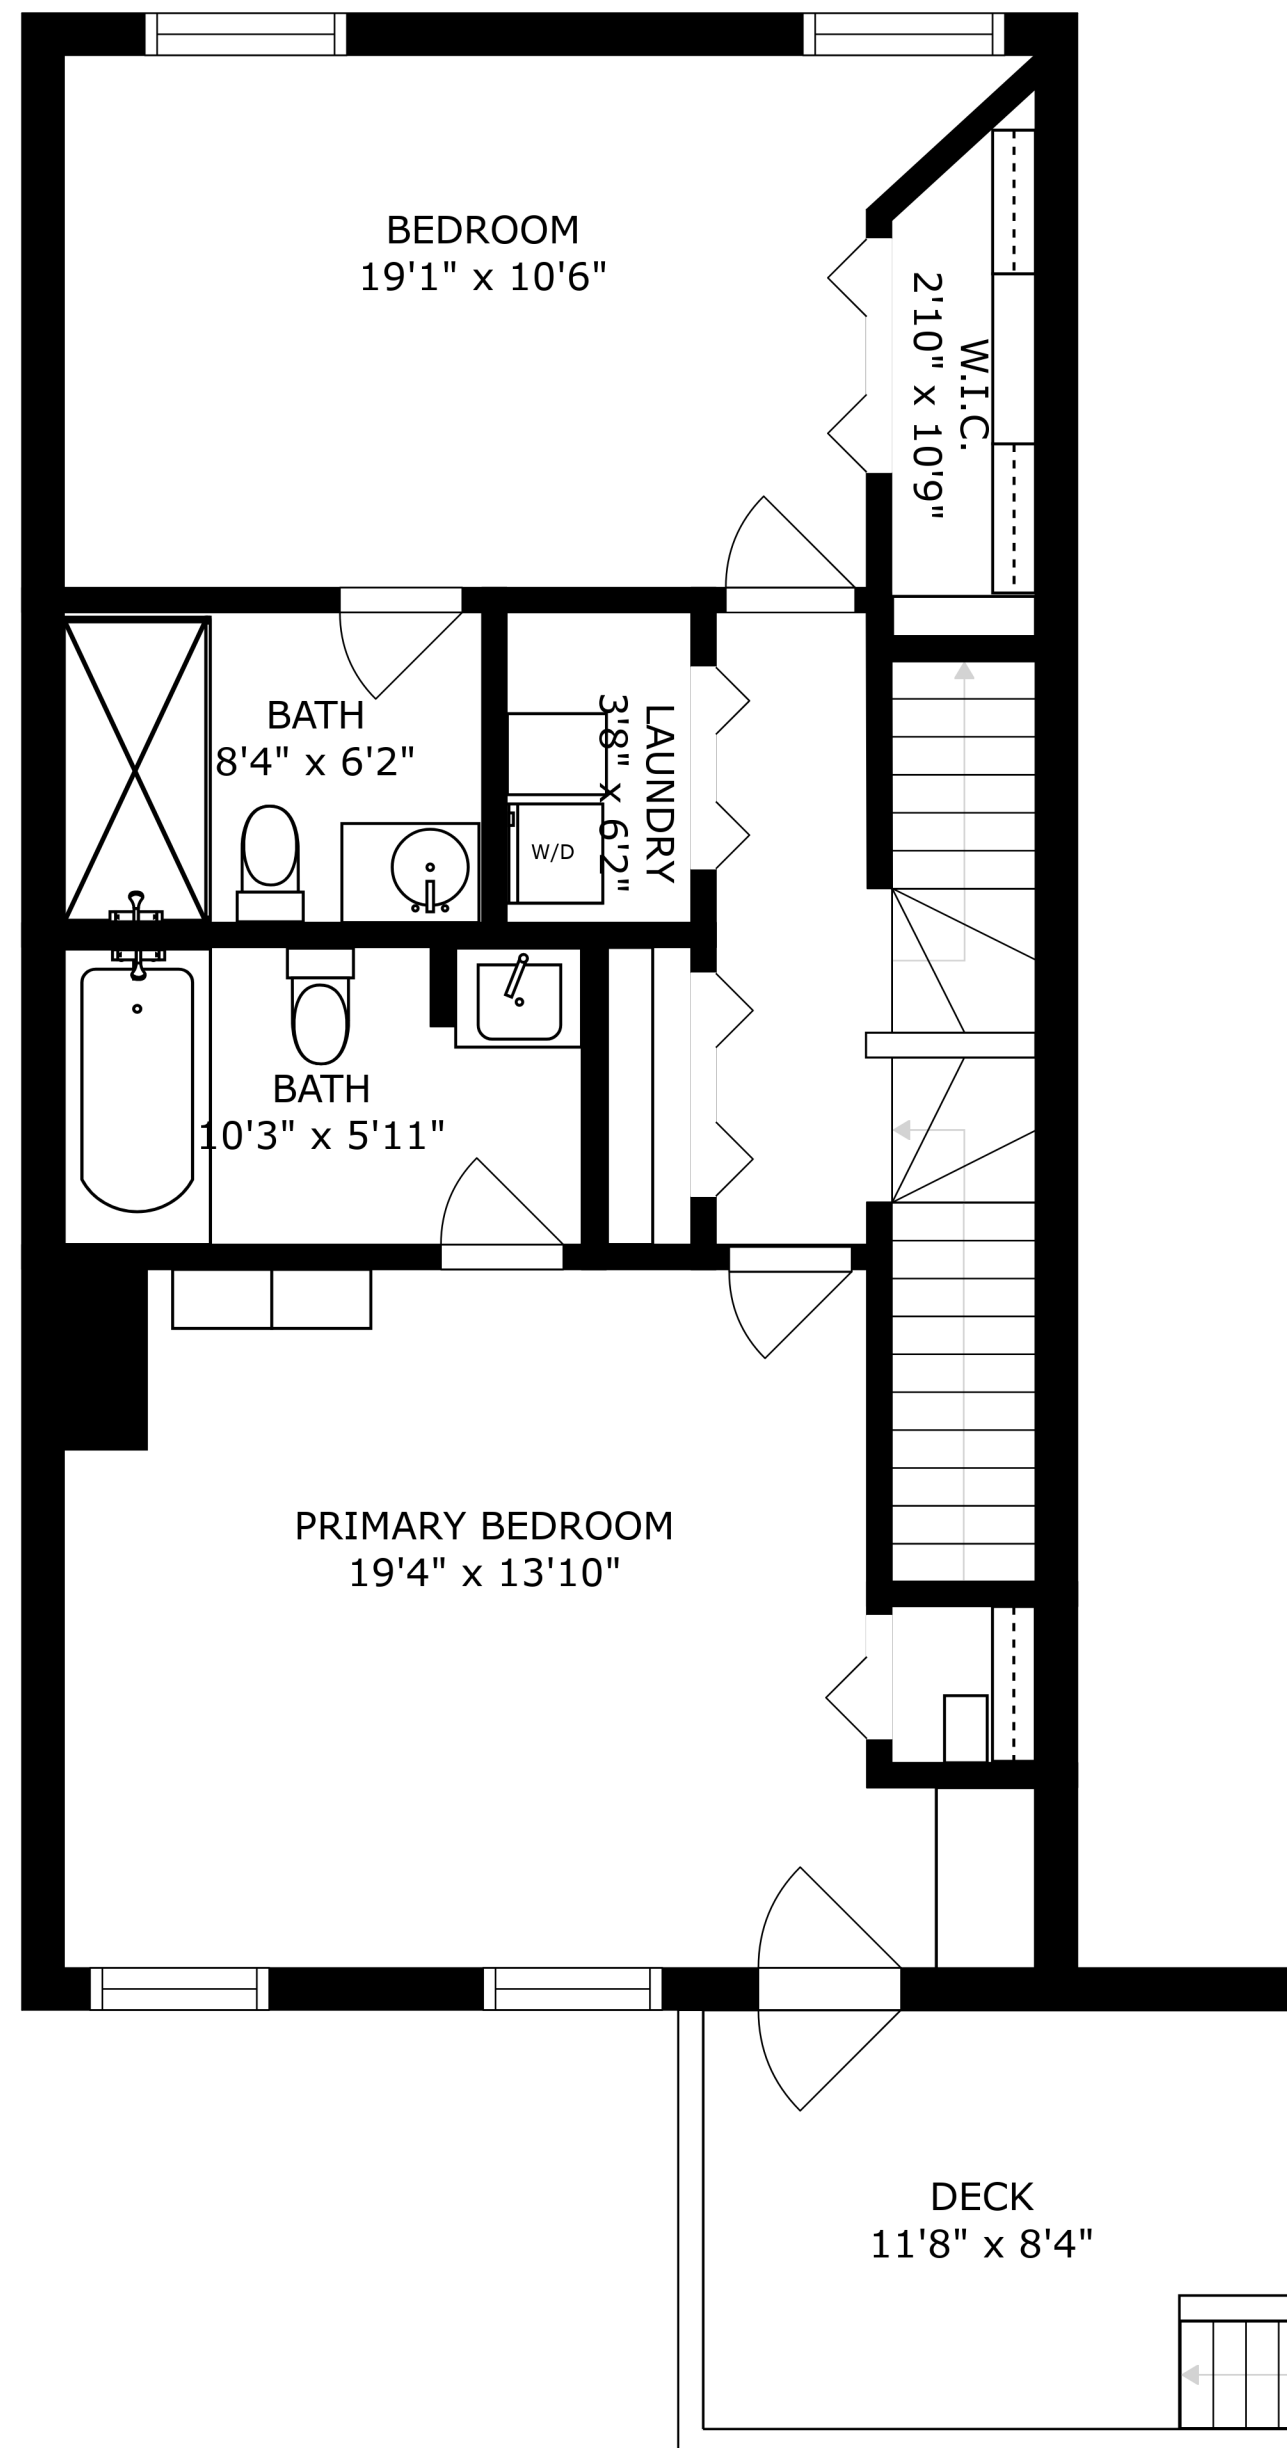 BEDROOM
19'1" x 10'6"
W.I.C.
2'10" x 10'9"
BATH
8'4" x 6'2"
LAUNDRY
3'8" x 6'2"
W/D
BATH
10'3" x 5'11"
PRIMARY BEDROOM
19'4" x 13'10"
DECK
11'8" x 8'4"